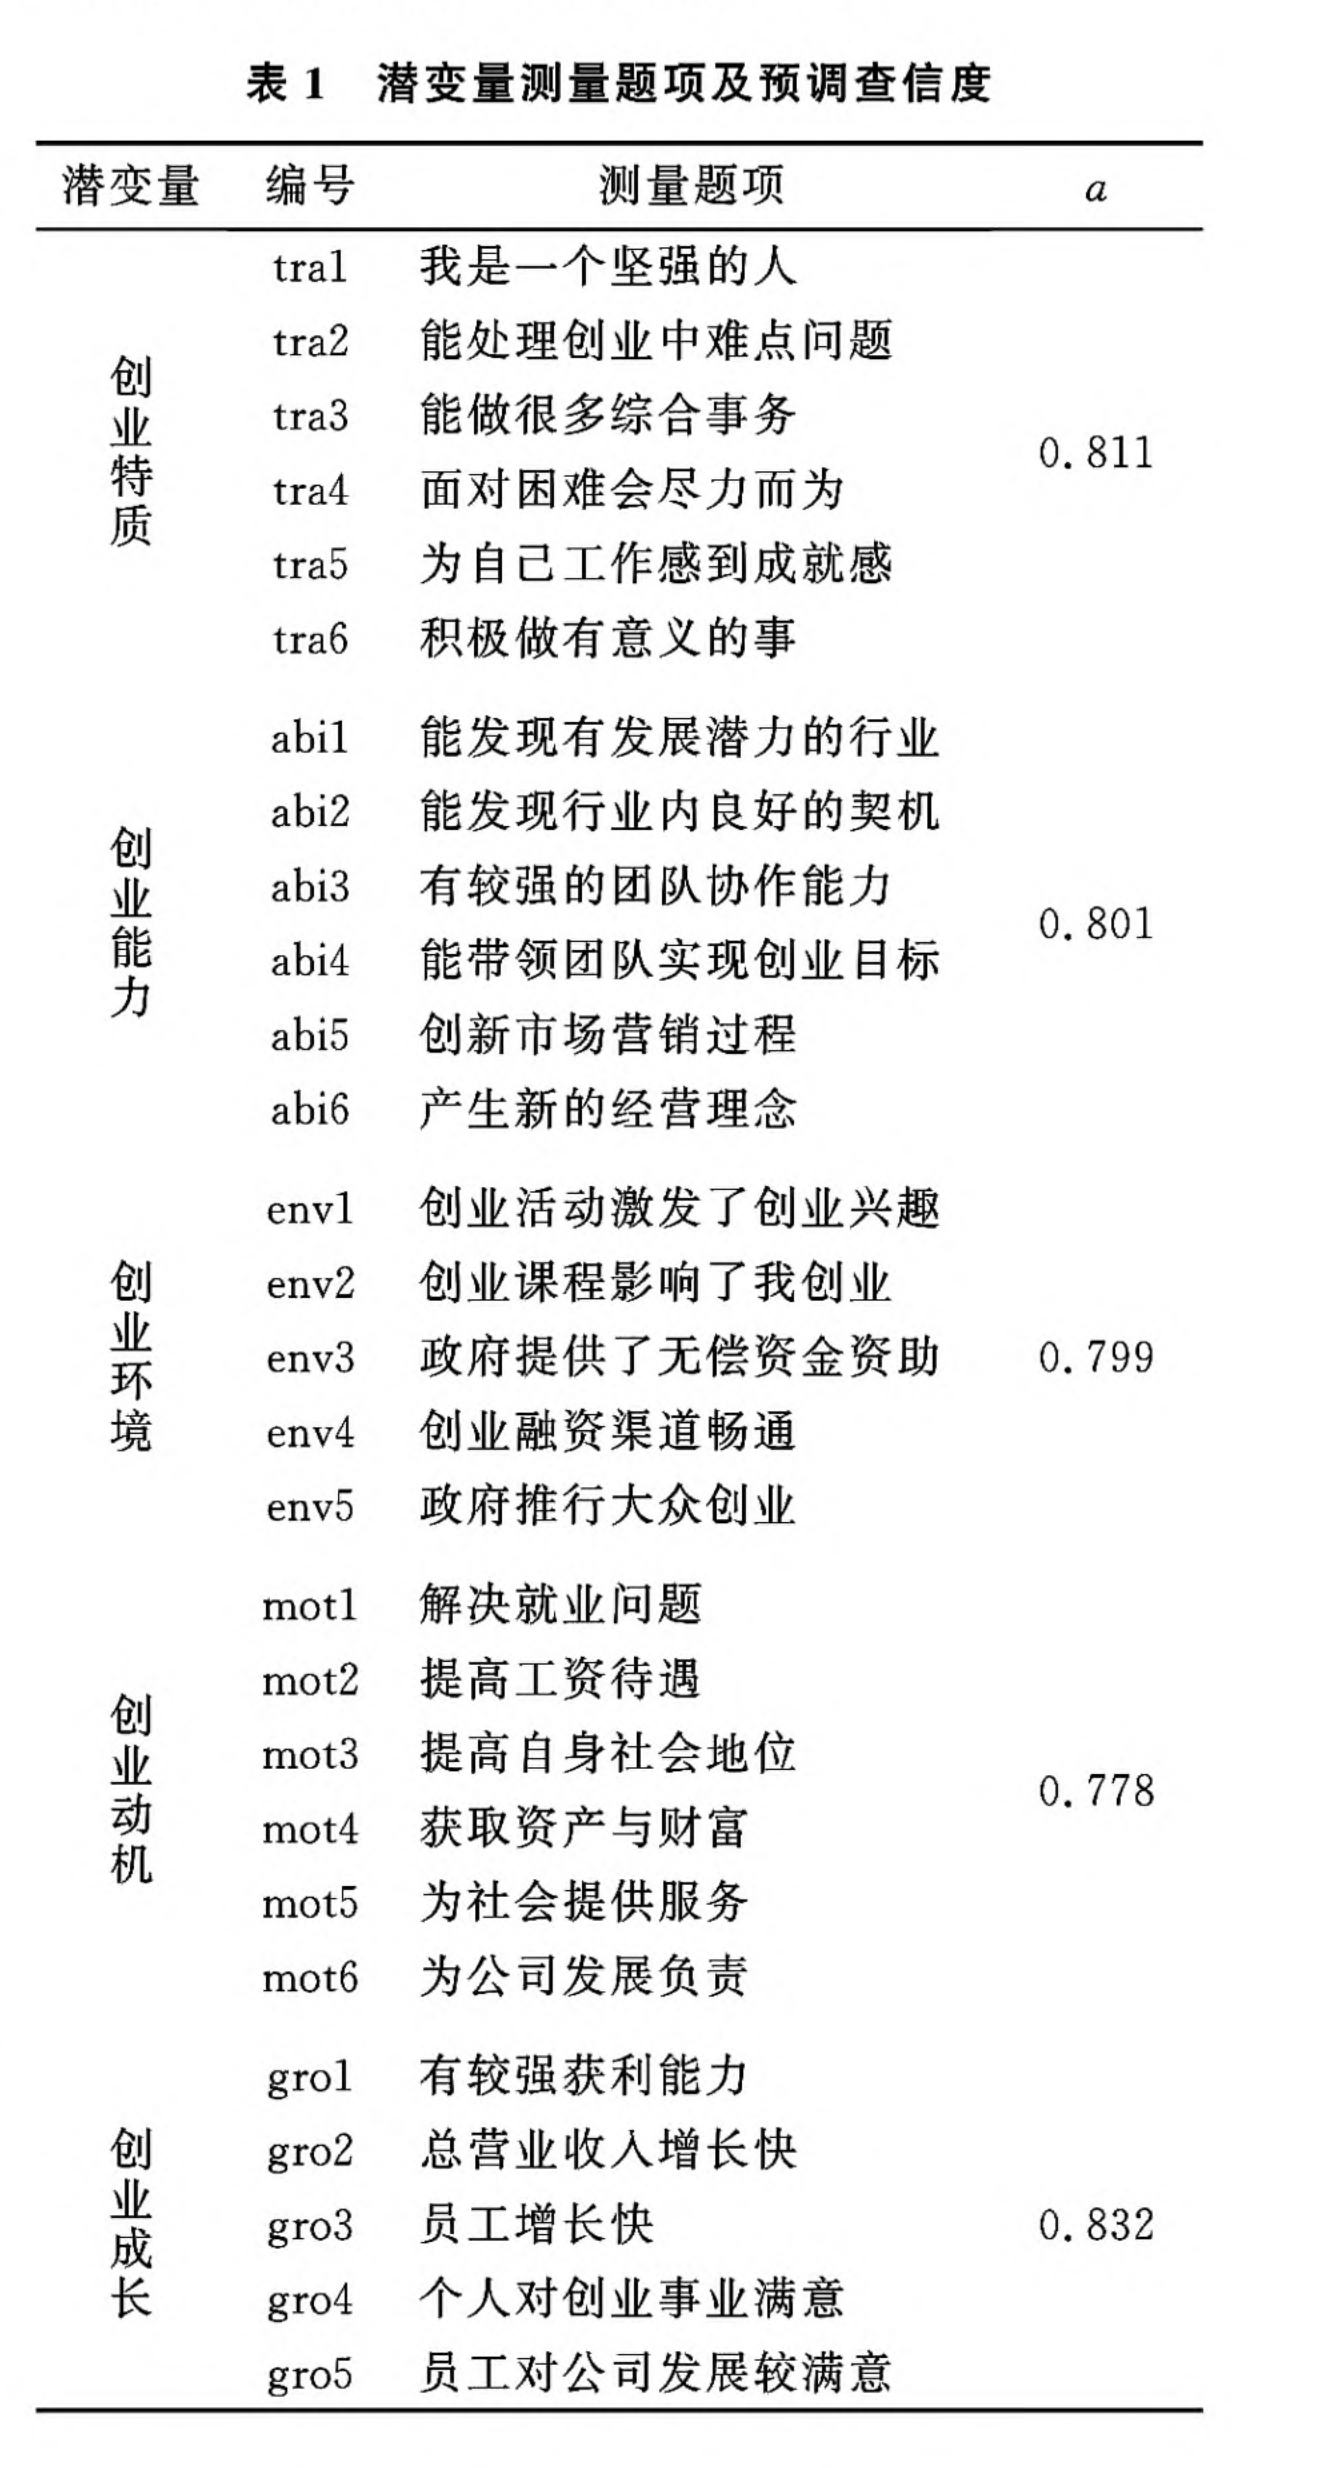 表 1 潜变量测量题项及预调查信度
潜变量 编号 测量题项 a
创业特质
tra1 我是一个坚强的人
tra2 能处理创业中难点问题
tra3 能做很多综合事务
0.811
tra4 面对困难会尽力而为
tra5 为自己工作感到成就感
tra6 积极做有意义的事
创业能力
abi1 能发现有发展潜力的行业
abi2 能发现行业内良好的契机
abi3 有较强的团队协作能力
0.801
abi4 能带领团队实现创业目标
abi5 创新市场营销过程
abi6 产生新的经营理念
创业环境
env1 创业活动激发了创业兴趣
env2 创业课程影响了我创业
env3 政府提供了无偿资金资助 0.799
env4 创业融资渠道畅通
env5 政府推行大众创业
创业动机
mot1 解决就业问题
mot2 提高工资待遇
mot3 提高自身社会地位
0.778
mot4 获取资产与财富
mot5 为社会提供服务
mot6 为公司发展负责
创业成长
gro1 有较强获利能力
gro2 总营业收入增长快
gro3 员工增长快 0.832
gro4 个人对创业事业满意
gro5 员工对公司发展较满意